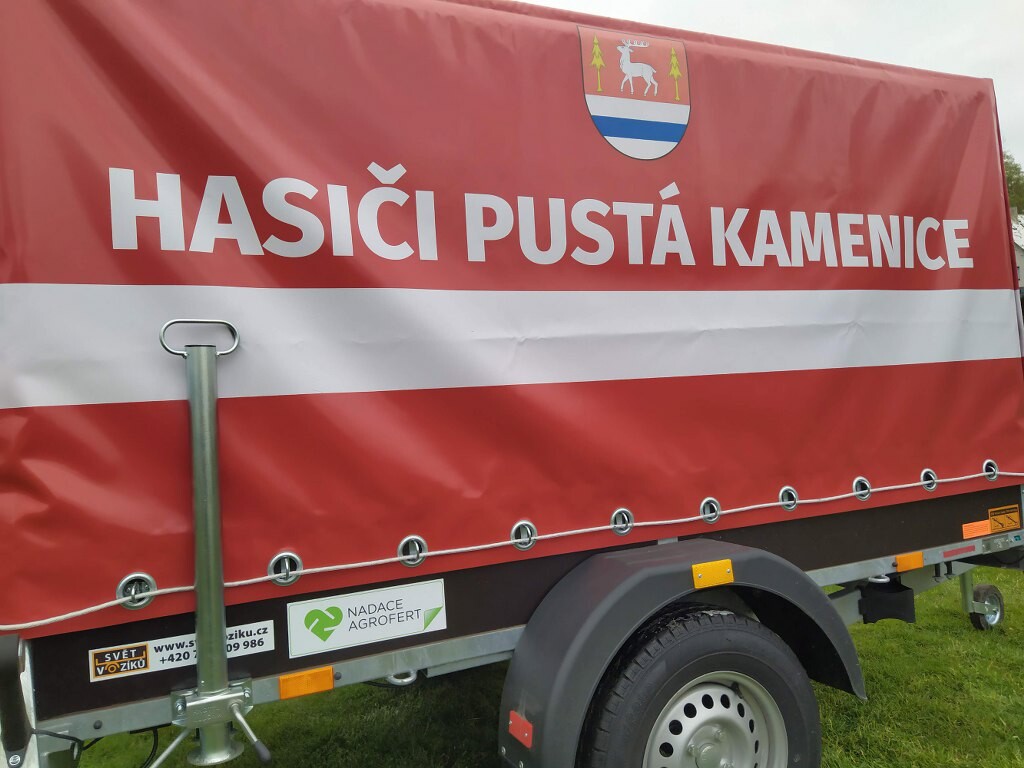 HASIČI PUSTÁ KAMENICE
NADACE
AGROFERT
SVĚT
VOZÍKŮ